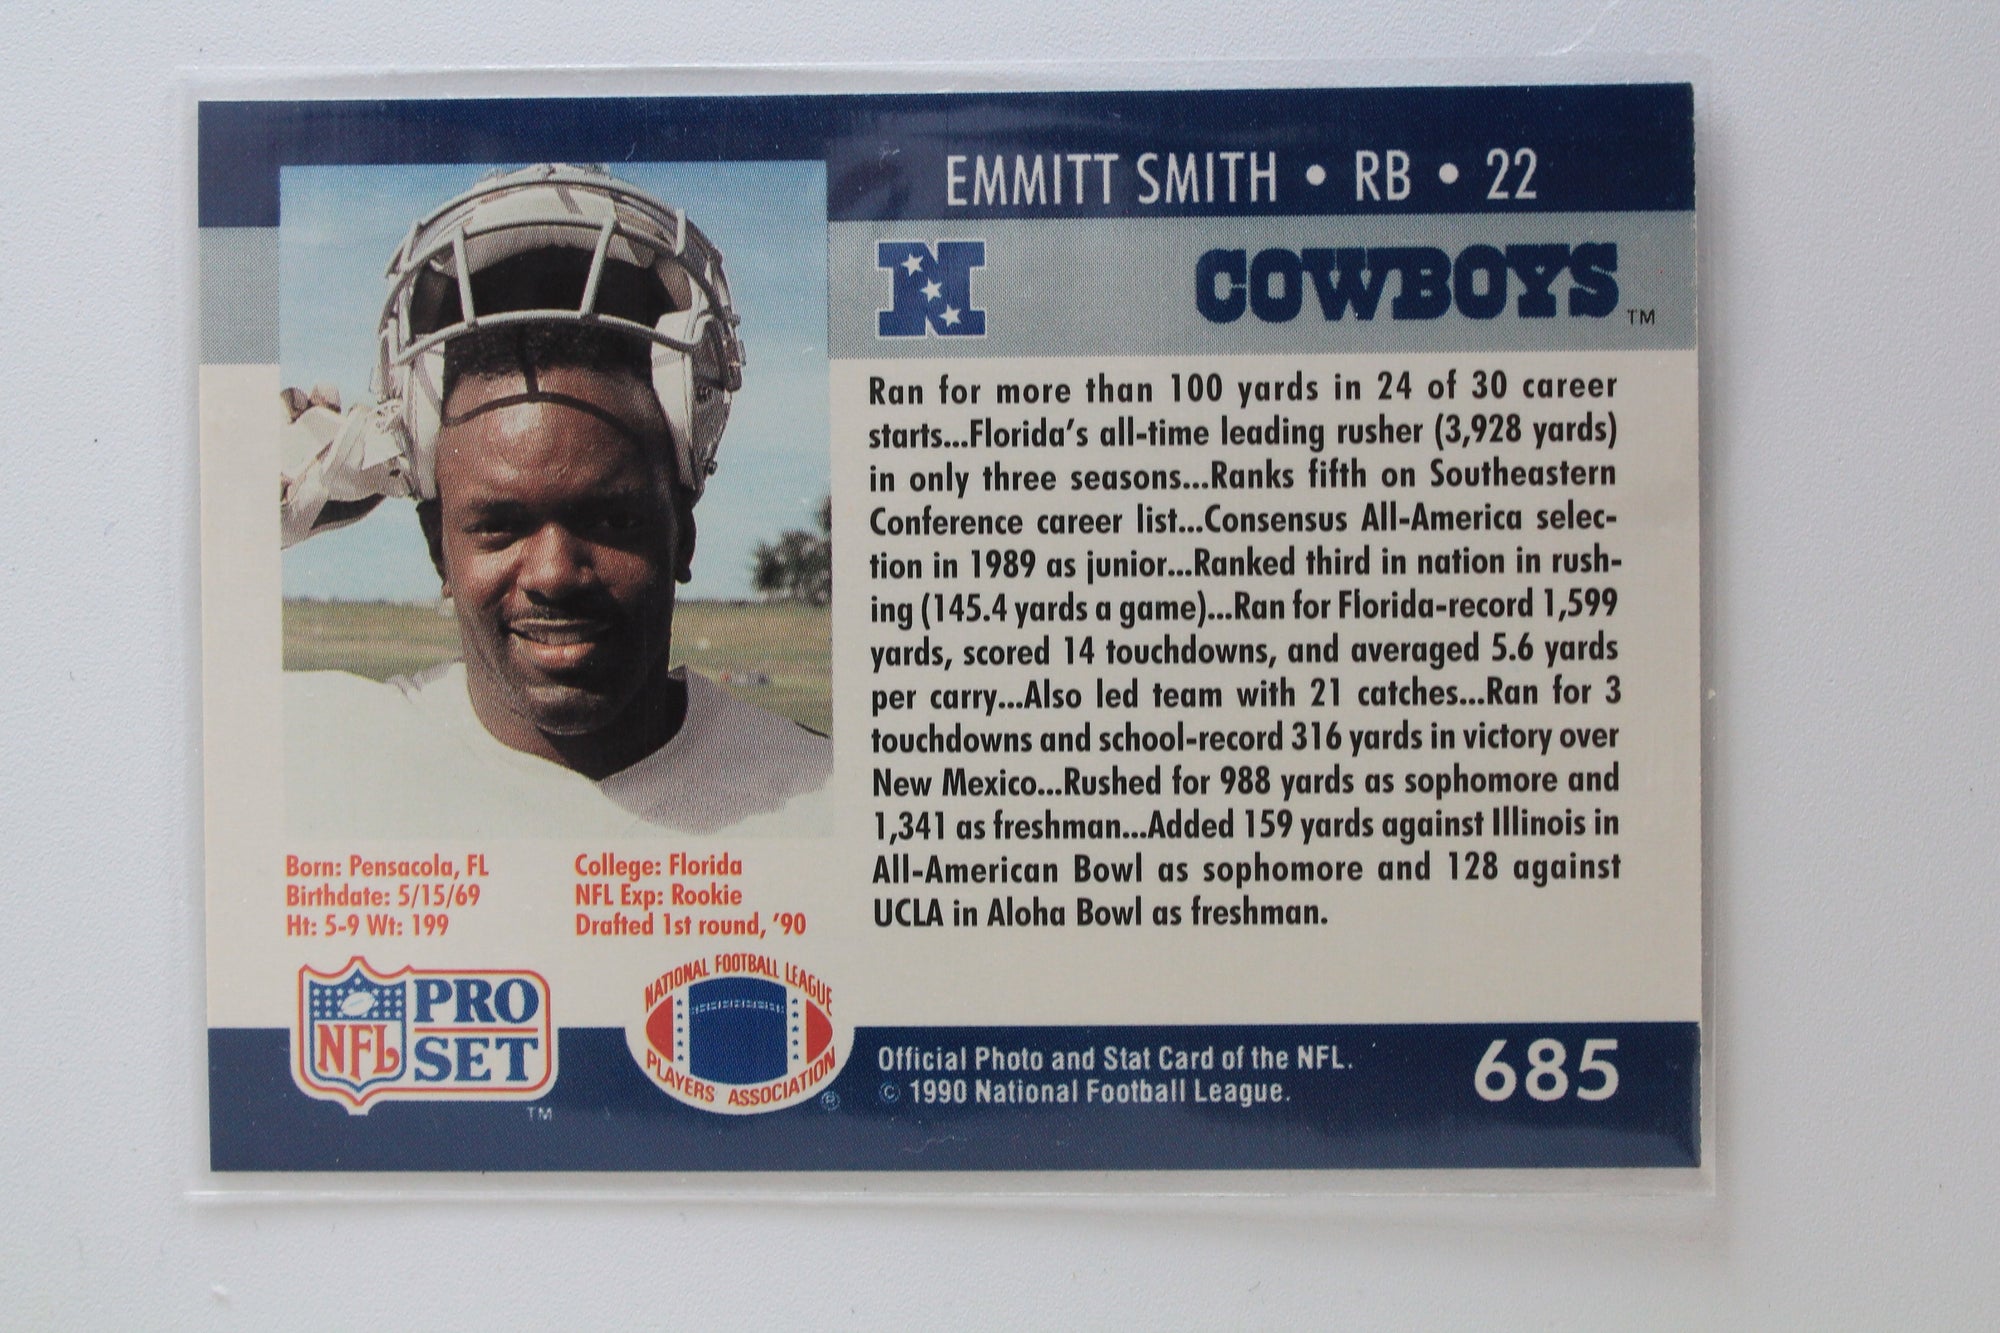 EMMITT SMITH • RB • 22
N COWBOYS TM
Ran for more than 100 yards in 24 of 30 career
starts...Florida's all-time leading rusher (3,928 yards)
in only three seasons...Ranks fifth on Southeastern
Conference career list...Consensus All-America selec-
tion in 1989 as junior...Ranked third in nation in rush-
ing (145.4 yards a game)...Ran for Florida-record 1,599
yards, scored 14 touchdowns, and averaged 5.6 yards
per carry...Also led team with 21 catches...Ran for 3
touchdowns and school-record 316 yards in victory over
New Mexico...Rushed for 988 yards as sophomore and
1,341 as freshman...Added 159 yards against Illinois in
All-American Bowl as sophomore and 128 against
UCLA in Aloha Bowl as freshman.
Born: Pensacola, FL
Birthdate: 5/15/69
Ht: 5-9 Wt: 199
College: Florida
NFL Exp: Rookie
Drafted 1st round, '90
NFL
PRO
SET
TM
NATIONAL FOOTBALL LEAGUE
PLAYERS ASSOCIATION
®
Official Photo and Stat Card of the NFL.
© 1990 National Football League.
685